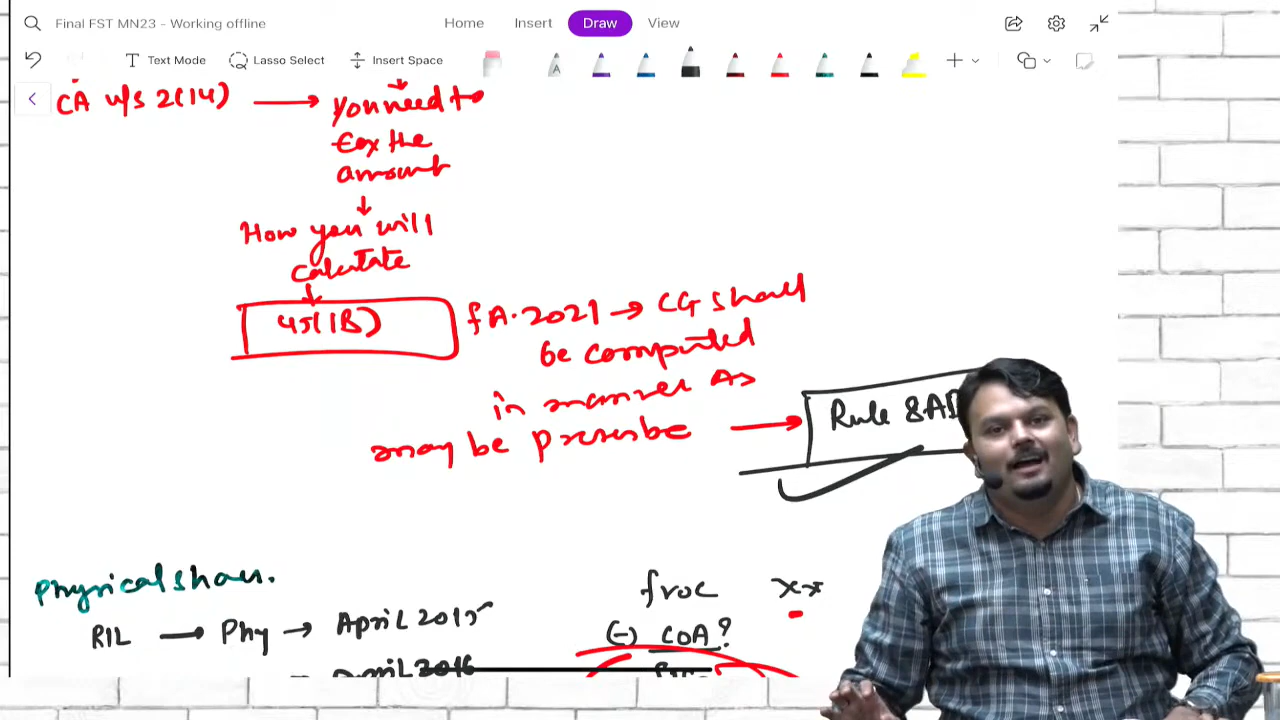 Final FST MN23 - Working offline
Home Insert Draw View
Text Mode Lasso Select Insert Space
CA u/s 2(14) → You need to
tax the
amount
How you will
calculate
45(1B)
FA. 2021 → CG shall
be computed
in manner As
may be prescribe → Rule 8AD
Physical share.
RIL → Phy → April 2015
April 2016
FVOC xx
(-) COA?